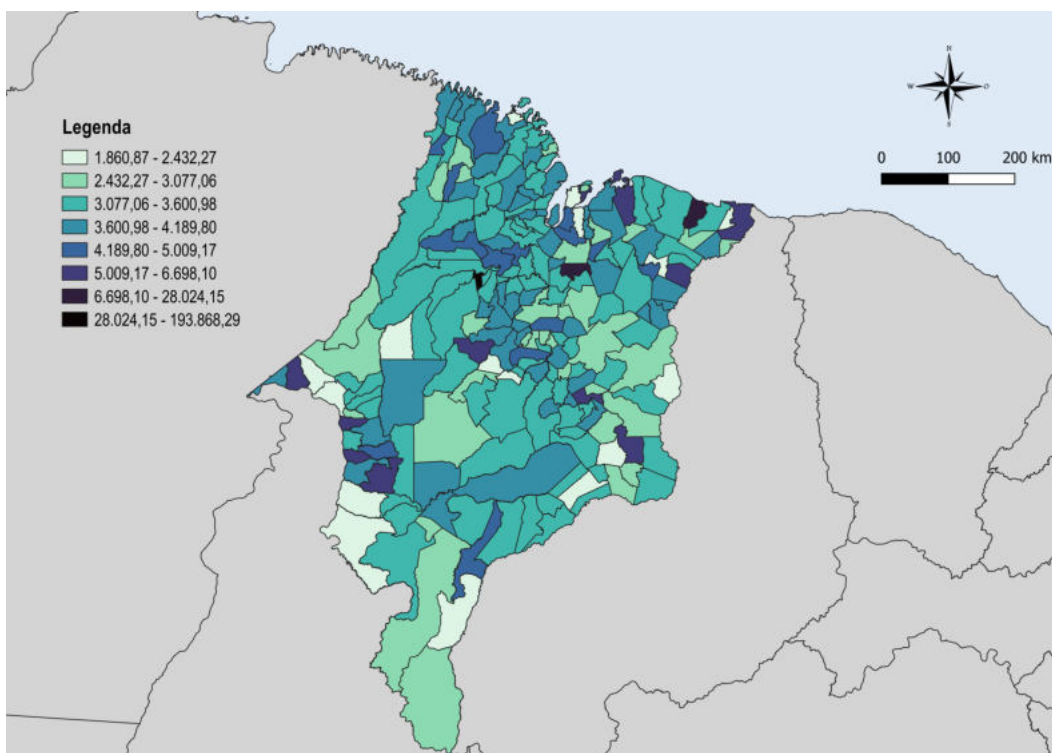 N
W
O
S
Legenda
1.860,87 - 2.432,27
2.432,27 - 3.077,06
3.077,06 - 3.600,98
3.600,98 - 4.189,80
4.189,80 - 5.009,17
5.009,17 - 6.698,10
6.698,10 - 28.024,15
28.024,15 - 193.868,29
0 100 200 km